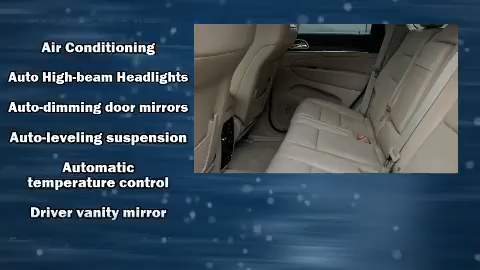 Air Conditioning
Auto High-beam Headlights
Auto-dimming door mirrors
Auto-leveling suspension
Automatic
temperature control
Driver vanity mirror